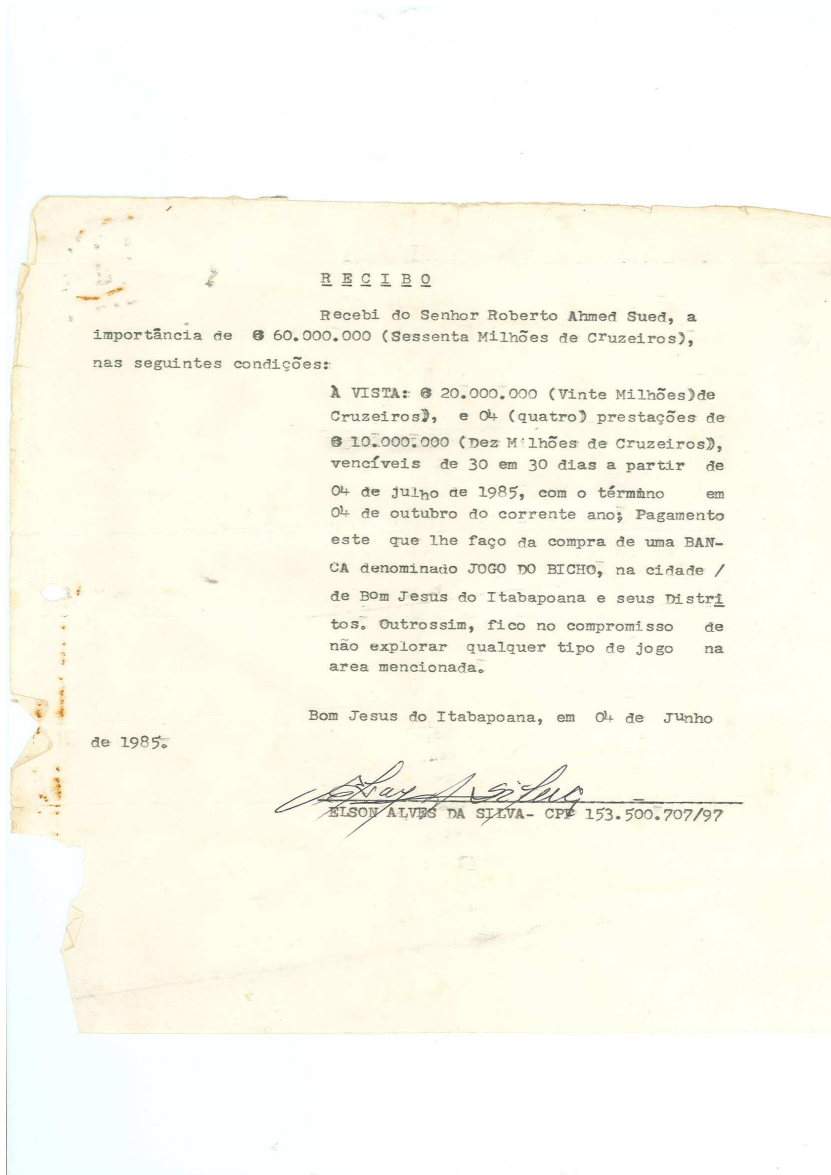 RECIBO
Recebi do Senhor Roberto Ahmed Sued, a
importância de ₢ 60.000.000 (Sessenta Milhões de Cruzeiros),
nas seguintes condições:
À VISTA: ₢ 20.000.000 (Vinte Milhões)de
Cruzeiros), e 04 (quatro) prestações de
₢ 10.000.000 (Dez Milhões de Cruzeiros),
vencíveis de 30 em 30 dias a partir de
04 de julho de 1985, com o término em
04 de outubro do corrente ano; Pagamento
este que lhe faço da compra de uma BAN-
CA denominado JOGO DO BICHO, na cidade /
de Bom Jesus do Itabapoana e seus Distri
tos. Outrossim, fico no compromisso de
não explorar qualquer tipo de jogo na
area mencionada.
Bom Jesus do Itabapoana, em 04 de Junho
de 1985.
ELSON ALVES DA SILVA- CPF 153.500.707/97